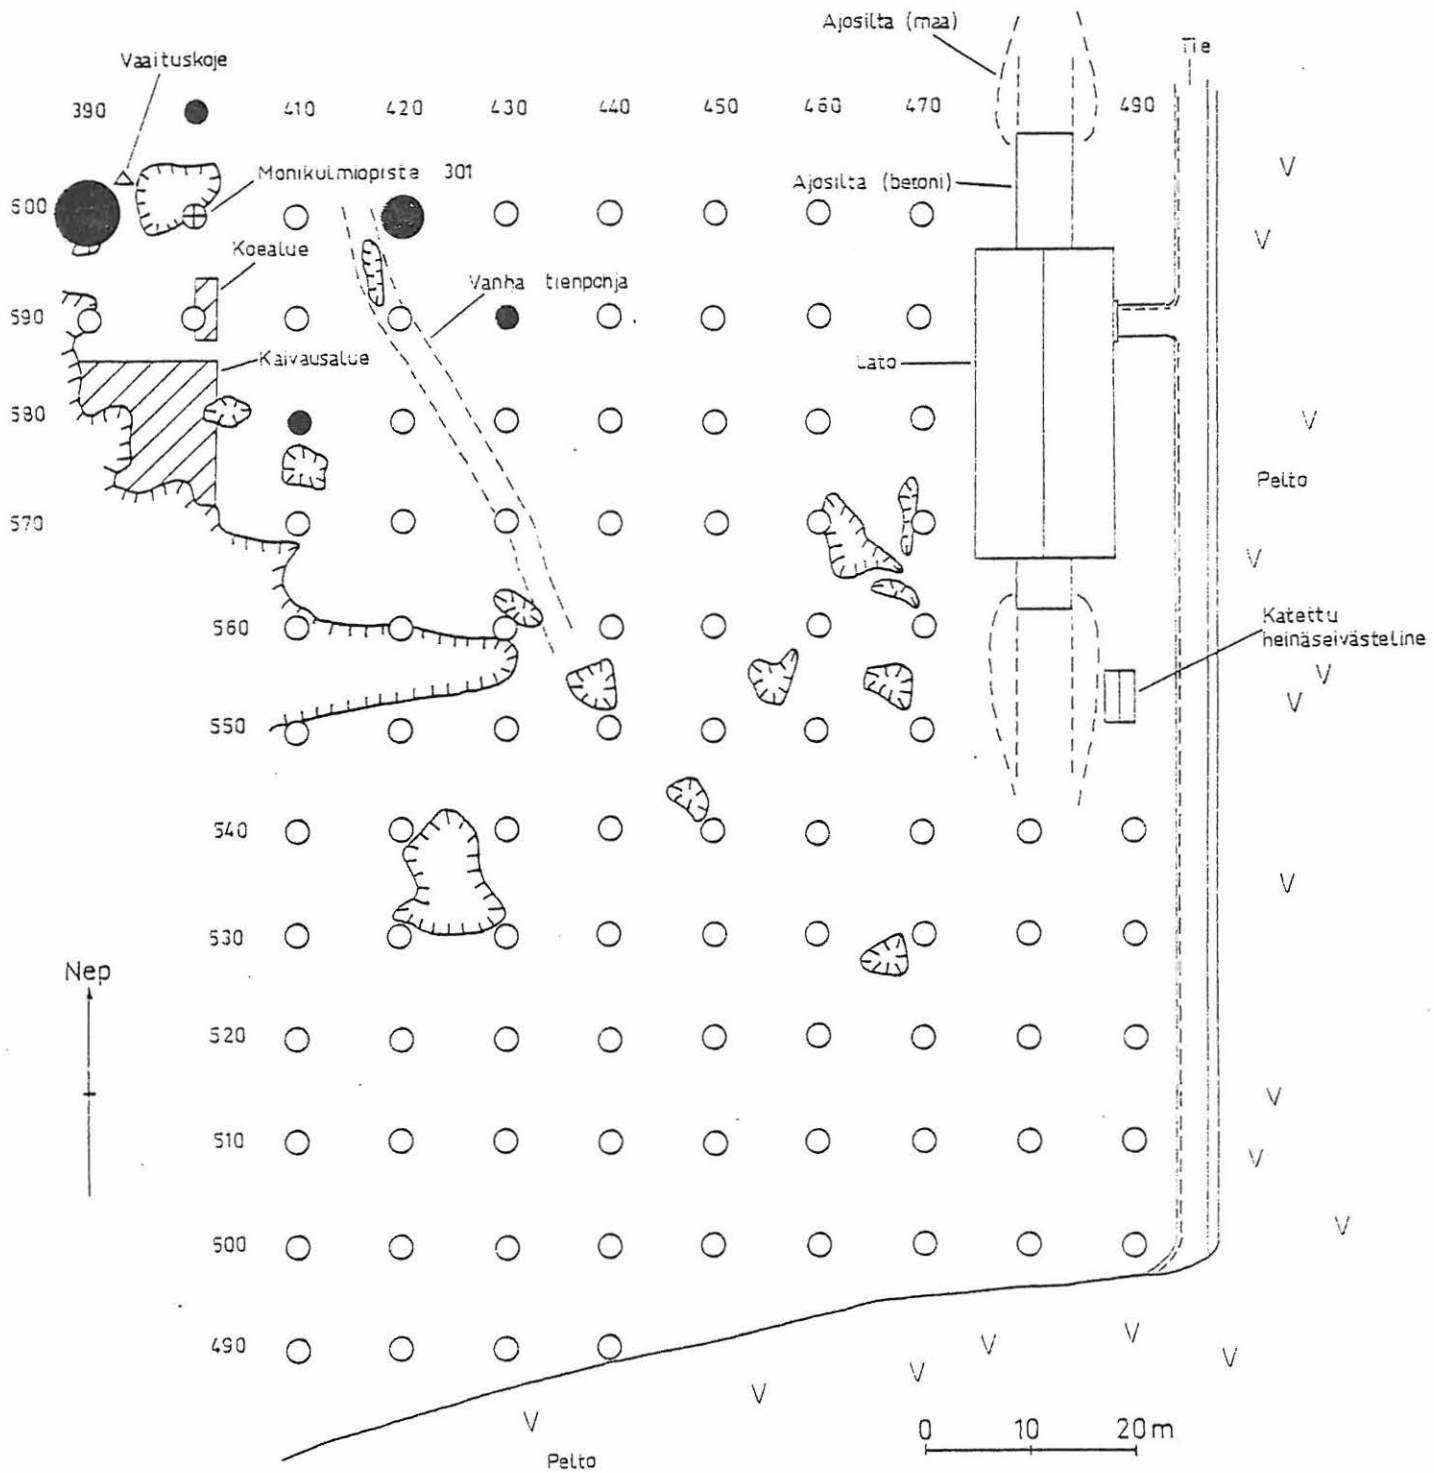 Ajosilta (maa)
Tie
Vaaituskoje
390 410 420 430 440 450 460 470 490
Monikulmiopiste 301
Ajosilta (betoni)
600
Koealue
Vanha tienpohja
590
Kaivausalue
Lato
580
Pelto
570
560
Katettu
heinäseivästeline
550
540
530
Nep
520
510
500
490
0 10 20 m
Pelto